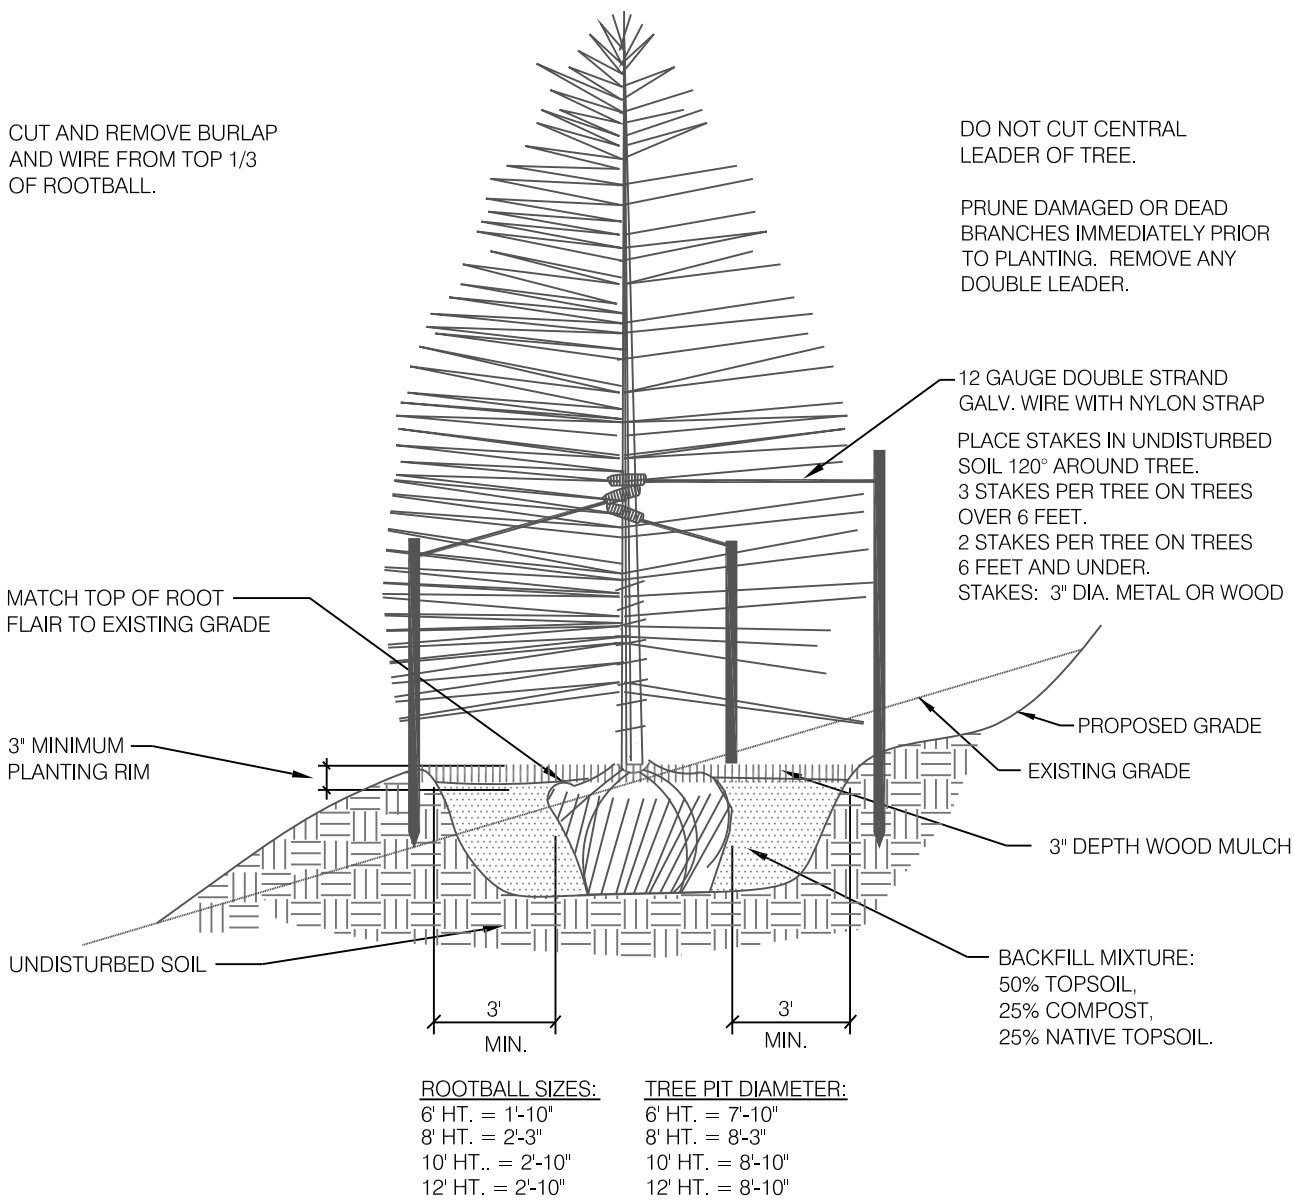 CUT AND REMOVE BURLAP
AND WIRE FROM TOP 1/3
OF ROOTBALL.
DO NOT CUT CENTRAL
LEADER OF TREE.
PRUNE DAMAGED OR DEAD
BRANCHES IMMEDIATELY PRIOR
TO PLANTING. REMOVE ANY
DOUBLE LEADER.
12 GAUGE DOUBLE STRAND
GALV. WIRE WITH NYLON STRAP
PLACE STAKES IN UNDISTURBED
SOIL 120° AROUND TREE.
3 STAKES PER TREE ON TREES
OVER 6 FEET.
2 STAKES PER TREE ON TREES
6 FEET AND UNDER.
STAKES: 3" DIA. METAL OR WOOD
MATCH TOP OF ROOT
FLAIR TO EXISTING GRADE
3" MINIMUM
PLANTING RIM
PROPOSED GRADE
EXISTING GRADE
3" DEPTH WOOD MULCH
UNDISTURBED SOIL
BACKFILL MIXTURE:
50% TOPSOIL,
25% COMPOST,
25% NATIVE TOPSOIL.
3'
MIN.
3'
MIN.
ROOTBALL SIZES:
6' HT. = 1'-10"
8' HT. = 2'-3"
10' HT.. = 2'-10"
12' HT. = 2'-10"
TREE PIT DIAMETER:
6' HT. = 7'-10"
8' HT. = 8'-3"
10' HT. = 8'-10"
12' HT. = 8'-10"